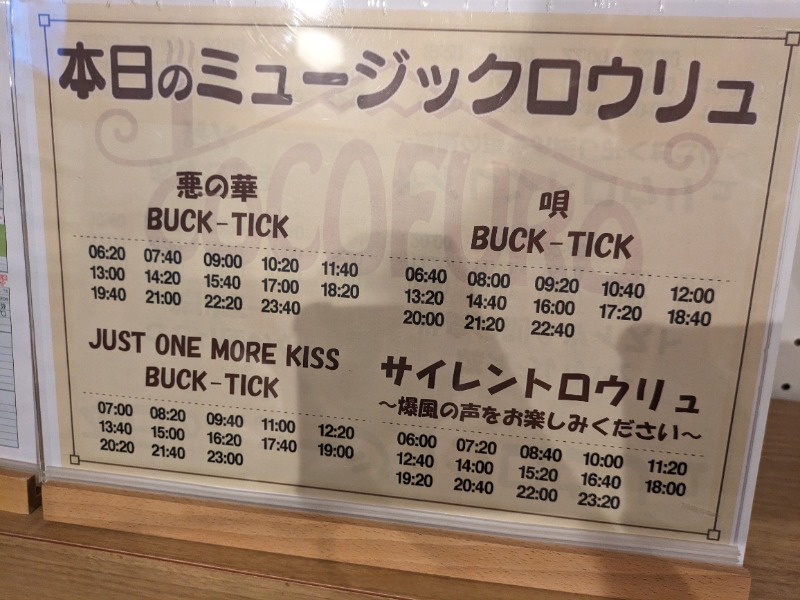 本日のミュージックロウリュ
悪の華
BUCK-TICK
06:20 07:40 09:00 10:20 11:40
13:00 14:20 15:40 17:00 18:20
19:40 21:00 22:20 23:40
唄
BUCK-TICK
06:40 08:00 09:20 10:40 12:00
13:20 14:40 16:00 17:20 18:40
20:00 21:20 22:40
JUST ONE MORE KISS
BUCK-TICK
07:00 08:20 09:40 11:00 12:20
13:40 15:00 16:20 17:40 19:00
20:20 21:40 23:00
サイレントロウリュ
～爆風の声をお楽しみください～
06:00 07:20 08:40 10:00 11:20
12:40 14:00 15:20 16:40 18:00
19:20 20:40 22:00 23:20